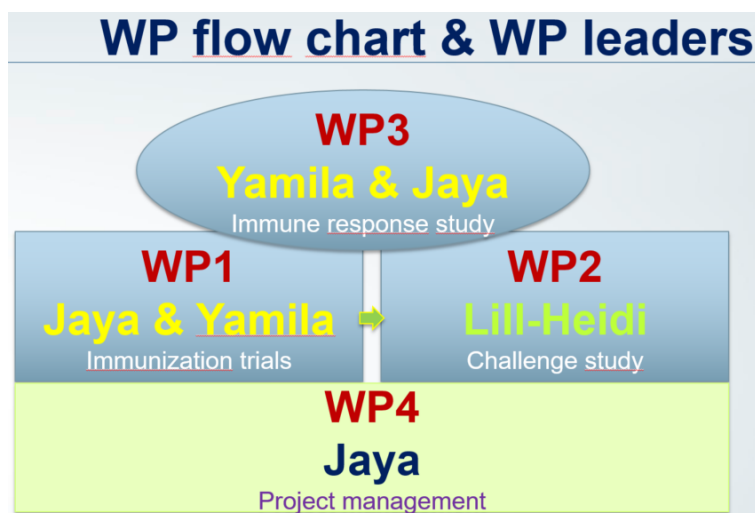 WP flow chart & WP leaders
WP3
Yamila & Jaya
Immune response study
WP1
Jaya & Yamila
Immunization trials
WP2
Lill-Heidi
Challenge study
WP4
Jaya
Project management